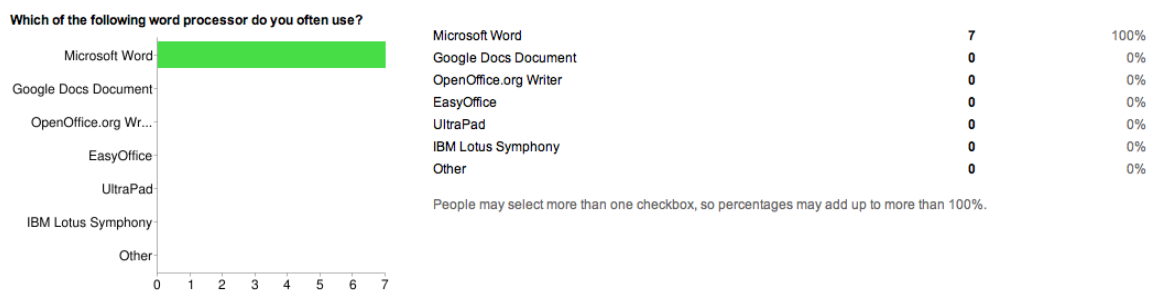 Which of the following word processor do you often use?
Microsoft Word
Google Docs Document
OpenOffice.org Wr...
EasyOffice
UltraPad
IBM Lotus Symphony
Other
0 1 2 3 4 5 6 7
Microsoft Word 7 100%
Google Docs Document 0 0%
OpenOffice.org Writer 0 0%
EasyOffice 0 0%
UltraPad 0 0%
IBM Lotus Symphony 0 0%
Other 0 0%
People may select more than one checkbox, so percentages may add up to more than 100%.